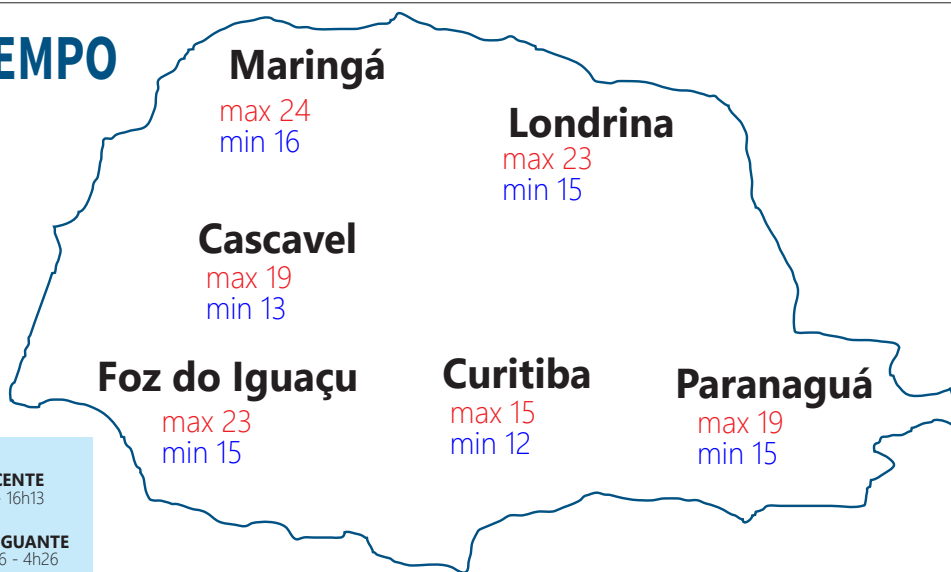 EMPO
Maringá
max 24
min 16
Londrina
max 23
min 15
Cascavel
max 19
min 13
Foz do Iguaçu
max 23
min 15
Curitiba
max 15
min 12
Paranaguá
max 19
min 15
CENTE
16h13
GUANTE
6 - 4h26